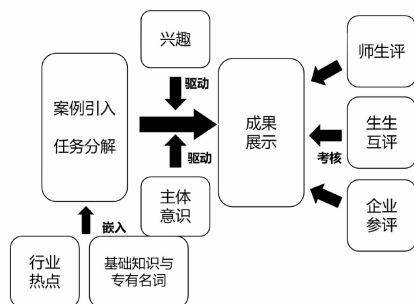 兴趣
师生评
驱动
案例引入
任务分解
成果
展示
生生
互评
考核
驱动
主体
意识
企业
参评
嵌入
行业
热点
基础知识与
专有名词